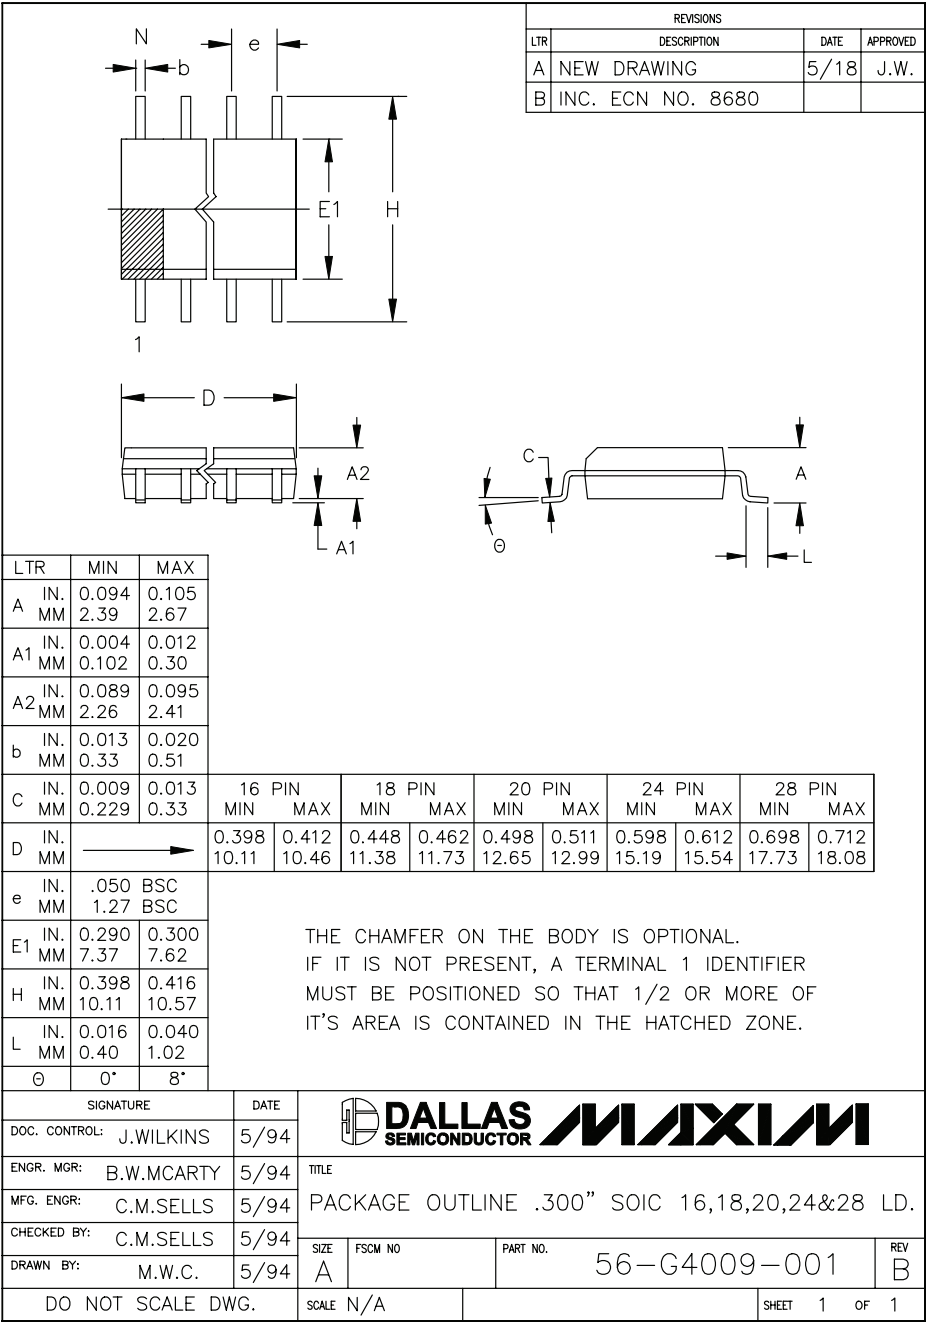 REVISIONS
LTR DESCRIPTION DATE APPROVED
A NEW DRAWING 5/18 J.W.
B INC. ECN NO. 8680
N
e
b
E1
H
1
D
A2
A1
C
A
Θ
L
LTR MIN MAX
A IN. 0.094 0.105
MM 2.39 2.67
A1 IN. 0.004 0.012
MM 0.102 0.30
A2 IN. 0.089 0.095
MM 2.26 2.41
b IN. 0.013 0.020
MM 0.33 0.51
C IN. 0.009 0.013
MM 0.229 0.33
16 PIN 18 PIN 20 PIN 24 PIN 28 PIN
MIN MAX MIN MAX MIN MAX MIN MAX MIN MAX
D IN. 0.398 0.412 0.448 0.462 0.498 0.511 0.598 0.612 0.698 0.712
MM 10.11 10.46 11.38 11.73 12.65 12.99 15.19 15.54 17.73 18.08
e IN. .050 BSC
MM 1.27 BSC
E1 IN. 0.290 0.300
MM 7.37 7.62
H IN. 0.398 0.416
MM 10.11 10.57
L IN. 0.016 0.040
MM 0.40 1.02
Θ 0° 8°
THE CHAMFER ON THE BODY IS OPTIONAL.
IF IT IS NOT PRESENT, A TERMINAL 1 IDENTIFIER
MUST BE POSITIONED SO THAT 1/2 OR MORE OF
IT'S AREA IS CONTAINED IN THE HATCHED ZONE.
SIGNATURE DATE
DOC. CONTROL: J.WILKINS 5/94
ENGR. MGR: B.W.MCARTY 5/94
MFG. ENGR: C.M.SELLS 5/94
CHECKED BY: C.M.SELLS 5/94
DRAWN BY: M.W.C. 5/94
DO NOT SCALE DWG.
DALLAS
SEMICONDUCTOR
MAXIM
TITLE
PACKAGE OUTLINE .300" SOIC 16,18,20,24&28 LD.
SIZE FSCM NO PART NO. REV
A 56-G4009-001 B
SCALE N/A SHEET 1 OF 1